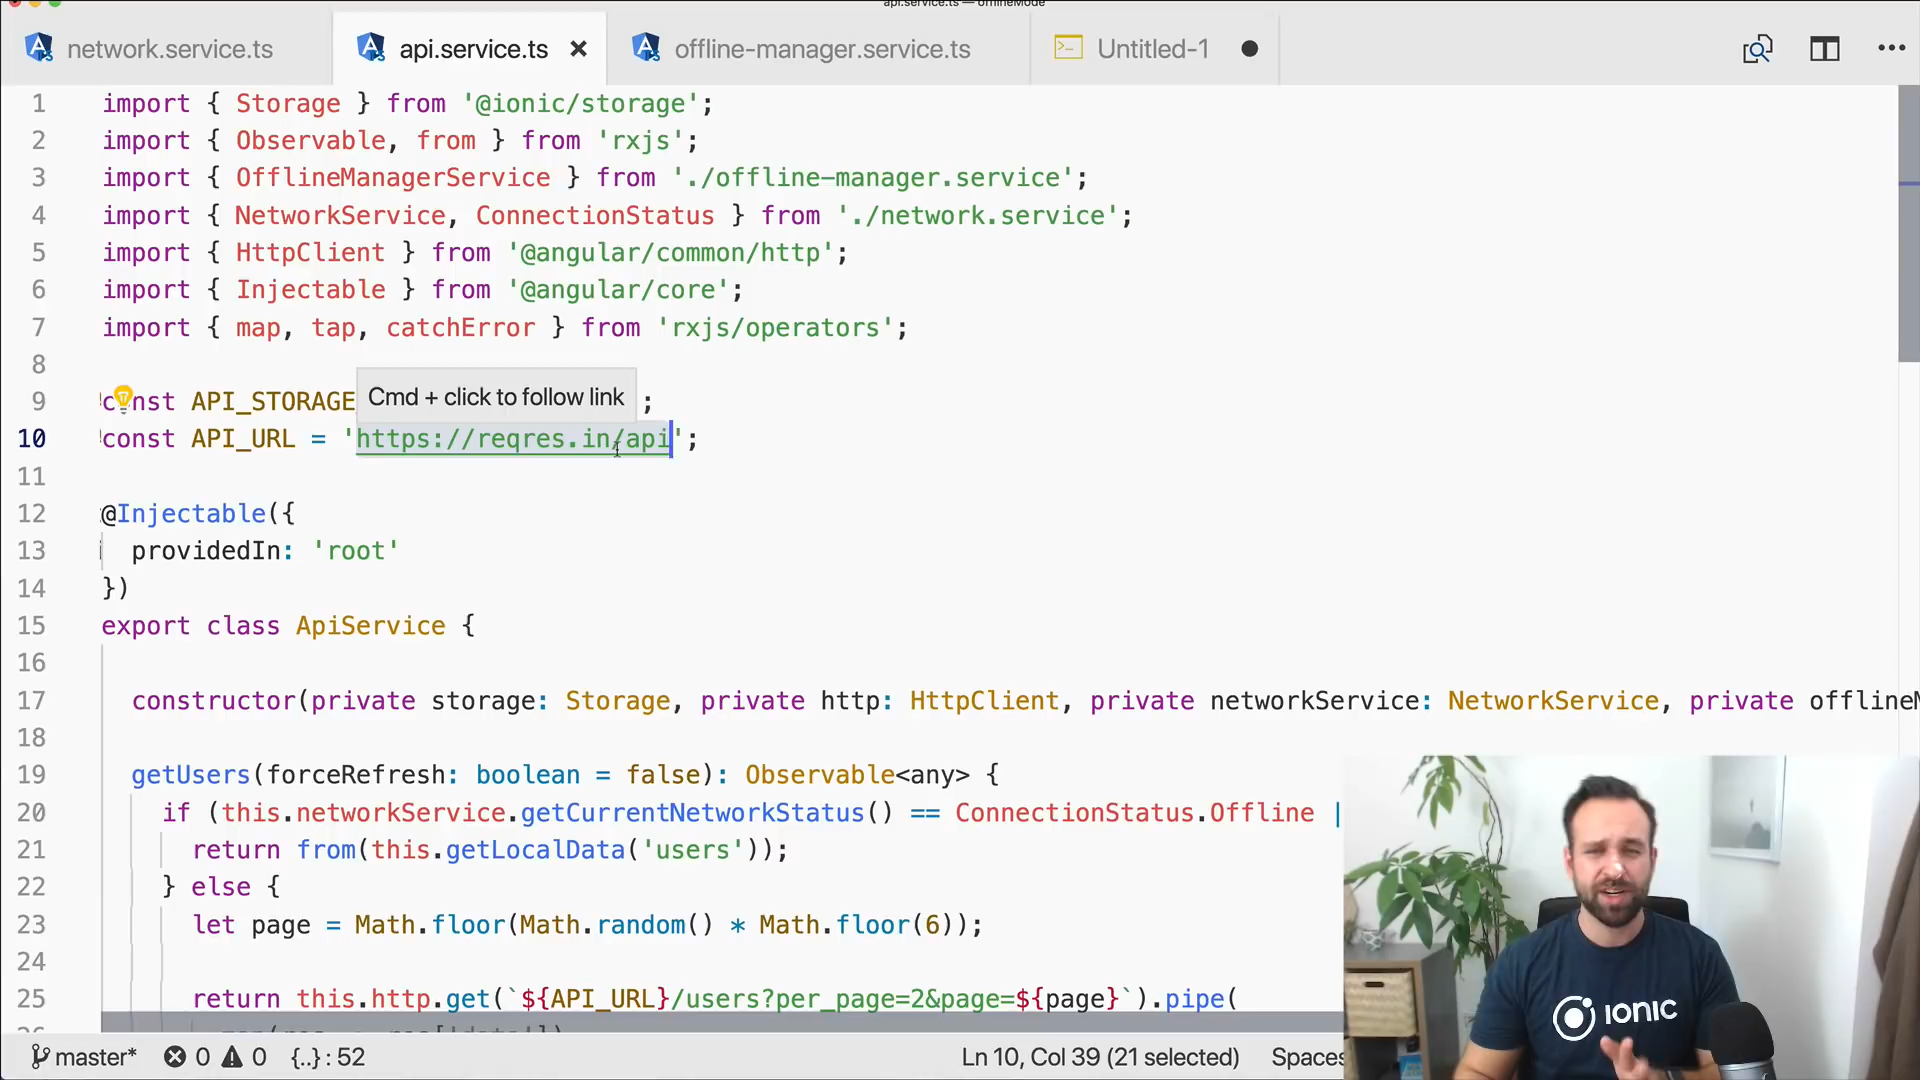 api.service.ts — offlineMode
network.service.ts
api.service.ts
offline-manager.service.ts
Untitled-1
1 import { Storage } from '@ionic/storage';
2 import { Observable, from } from 'rxjs';
3 import { OfflineManagerService } from './offline-manager.service';
4 import { NetworkService, ConnectionStatus } from './network.service';
5 import { HttpClient } from '@angular/common/http';
6 import { Injectable } from '@angular/core';
7 import { map, tap, catchError } from 'rxjs/operators';
8
Cmd + click to follow link
9 const API_STORAGE ;
10 const API_URL = 'https://reqres.in/api';
11
12 @Injectable({
13 providedIn: 'root'
14 })
15 export class ApiService {
16
17 constructor(private storage: Storage, private http: HttpClient, private networkService: NetworkService, private offlineM
18
19 getUsers(forceRefresh: boolean = false): Observable<any> {
20 if (this.networkService.getCurrentNetworkStatus() == ConnectionStatus.Offline |
21 return from(this.getLocalData('users'));
22 } else {
23 let page = Math.floor(Math.random() * Math.floor(6));
24
25 return this.http.get(`${API_URL}/users?per_page=2&page=${page}`).pipe(
IONIC
master* 0 0 {..} : 52 Ln 10, Col 39 (21 selected) Spaces